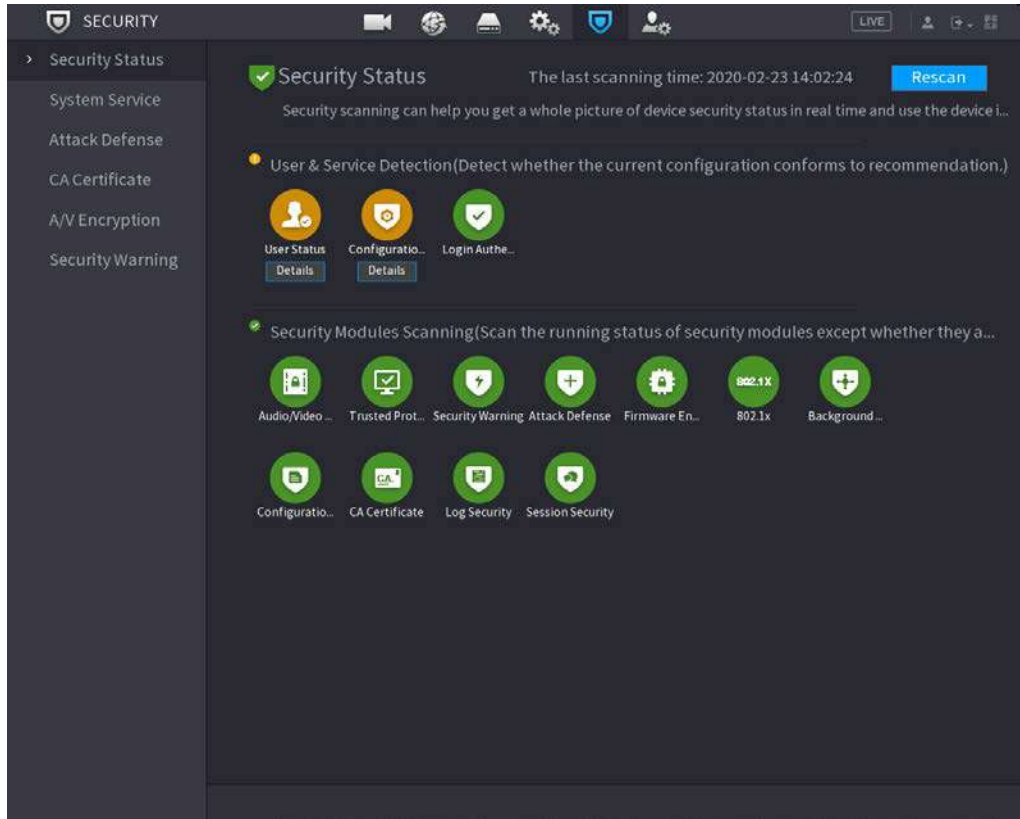 SECURITY
LIVE
Security Status
System Service
Attack Defense
CA Certificate
A/V Encryption
Security Warning
Security Status
The last scanning time: 2020-02-23 14:02:24
Rescan
Security scanning can help you get a whole picture of device security status in real time and use the device i...
User & Service Detection(Detect whether the current configuration conforms to recommendation.)
User Status
Configuratio...
Login Authe...
Details
Details
Security Modules Scanning(Scan the running status of security modules except whether they a...
802.1X
Audio/Video ...
Trusted Prot...
Security Warning
Attack Defense
Firmware En...
802.1x
Background ...
CA
Configuratio...
CA Certificate
Log Security
Session Security